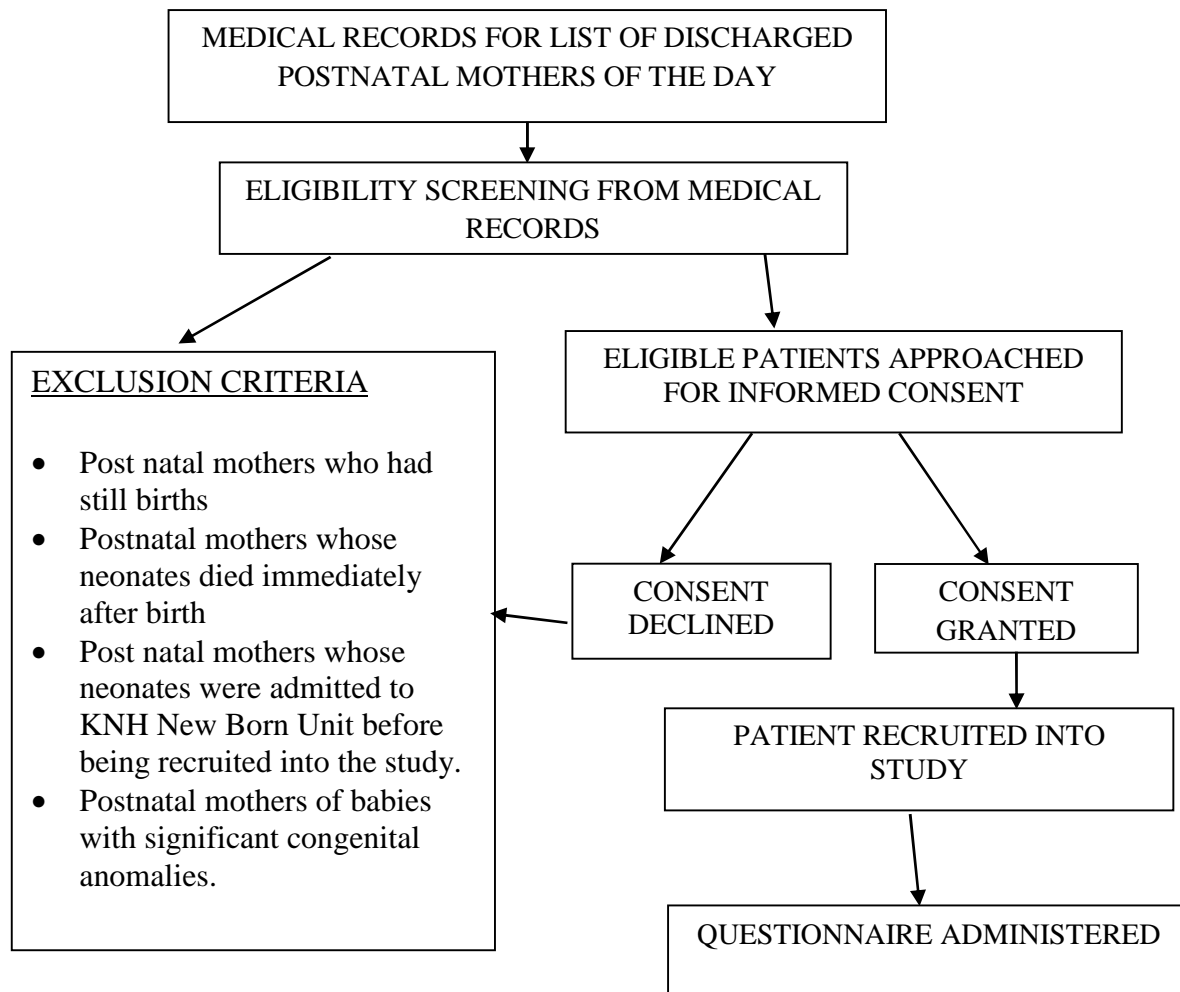 MEDICAL RECORDS FOR LIST OF DISCHARGED
POSTNATAL MOTHERS OF THE DAY
ELIGIBILITY SCREENING FROM MEDICAL
RECORDS
EXCLUSION CRITERIA
• Post natal mothers who had
still births
• Postnatal mothers whose
neonates died immediately
after birth
• Post natal mothers whose
neonates were admitted to
KNH New Born Unit before
being recruited into the study.
• Postnatal mothers of babies
with significant congenital
anomalies.
ELIGIBLE PATIENTS APPROACHED
FOR INFORMED CONSENT
CONSENT
DECLINED
CONSENT
GRANTED
PATIENT RECRUITED INTO
STUDY
QUESTIONNAIRE ADMINISTERED